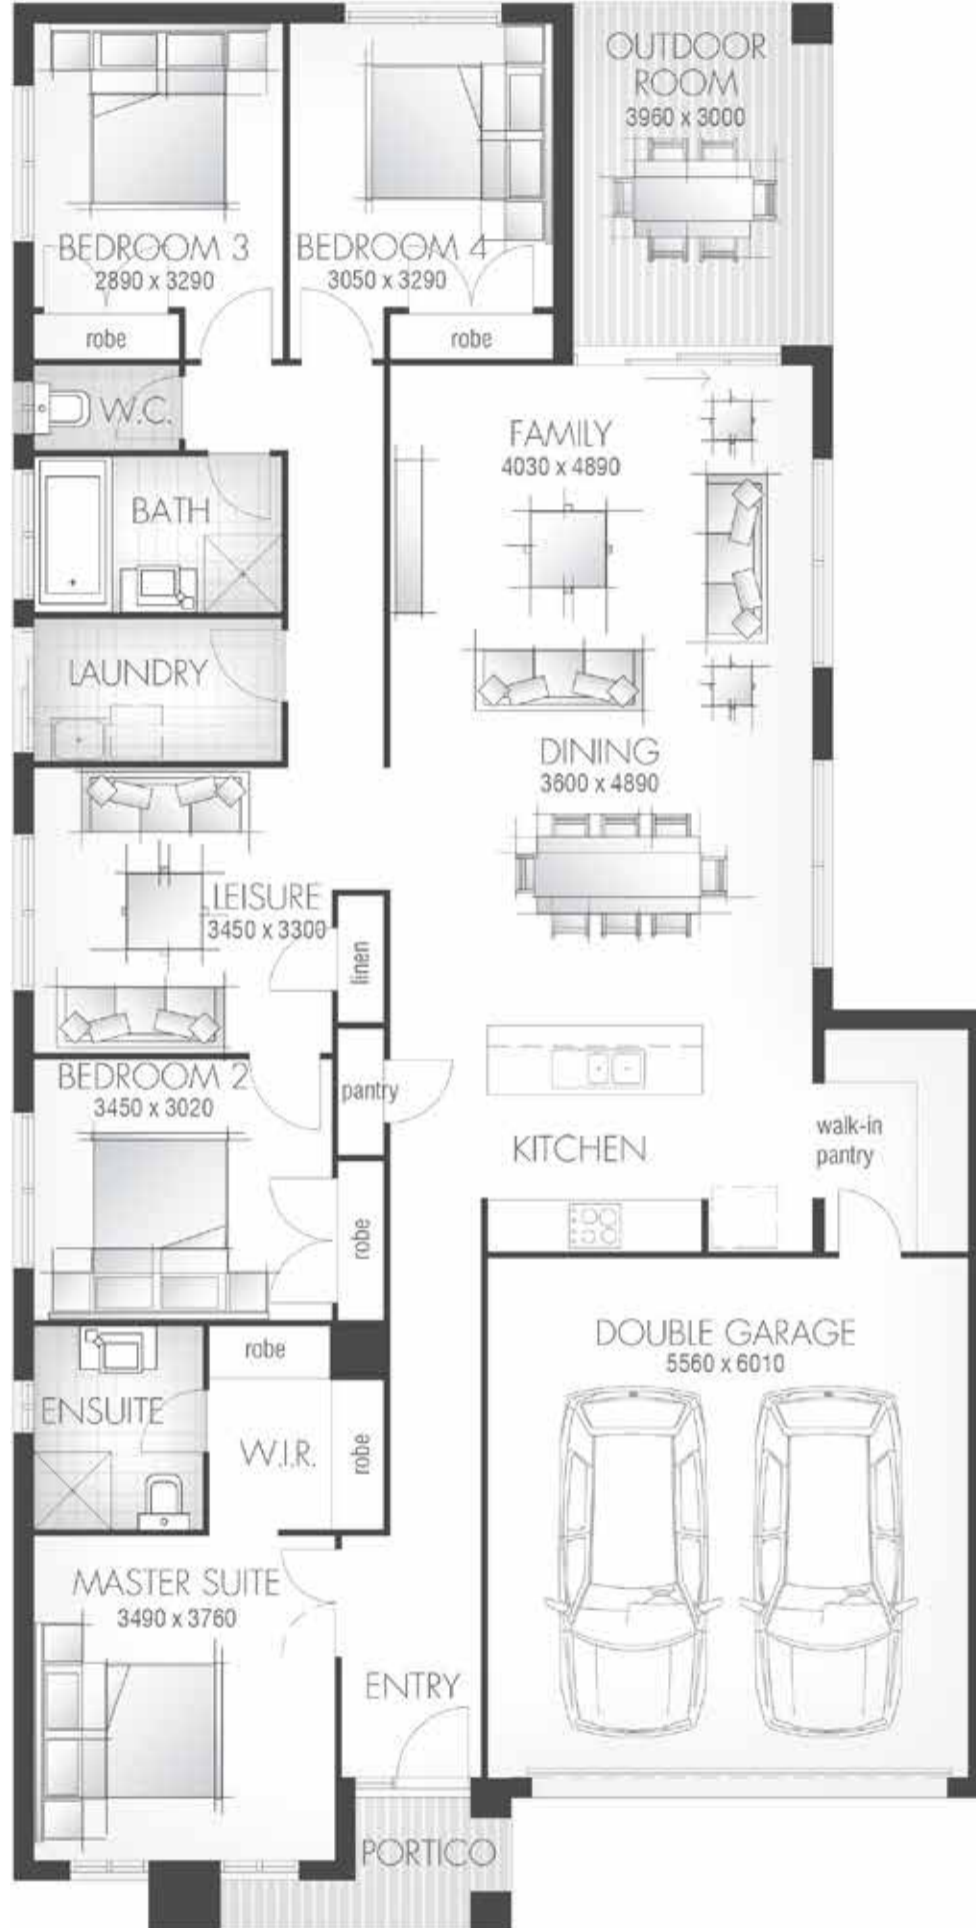 OUTDOOR
ROOM
3960 x 3000
BEDROOM 3
2890 x 3290
BEDROOM 4
3050 x 3290
robe
robe
W.C.
FAMILY
4030 x 4890
BATH
LAUNDRY
DINING
3600 x 4890
LEISURE
3450 x 3300
linen
BEDROOM 2
3450 x 3020
pantry
KITCHEN
walk-in
pantry
robe
robe
DOUBLE GARAGE
5560 x 6010
ENSUITE
W.I.R.
robe
MASTER SUITE
3490 x 3760
ENTRY
PORTICO